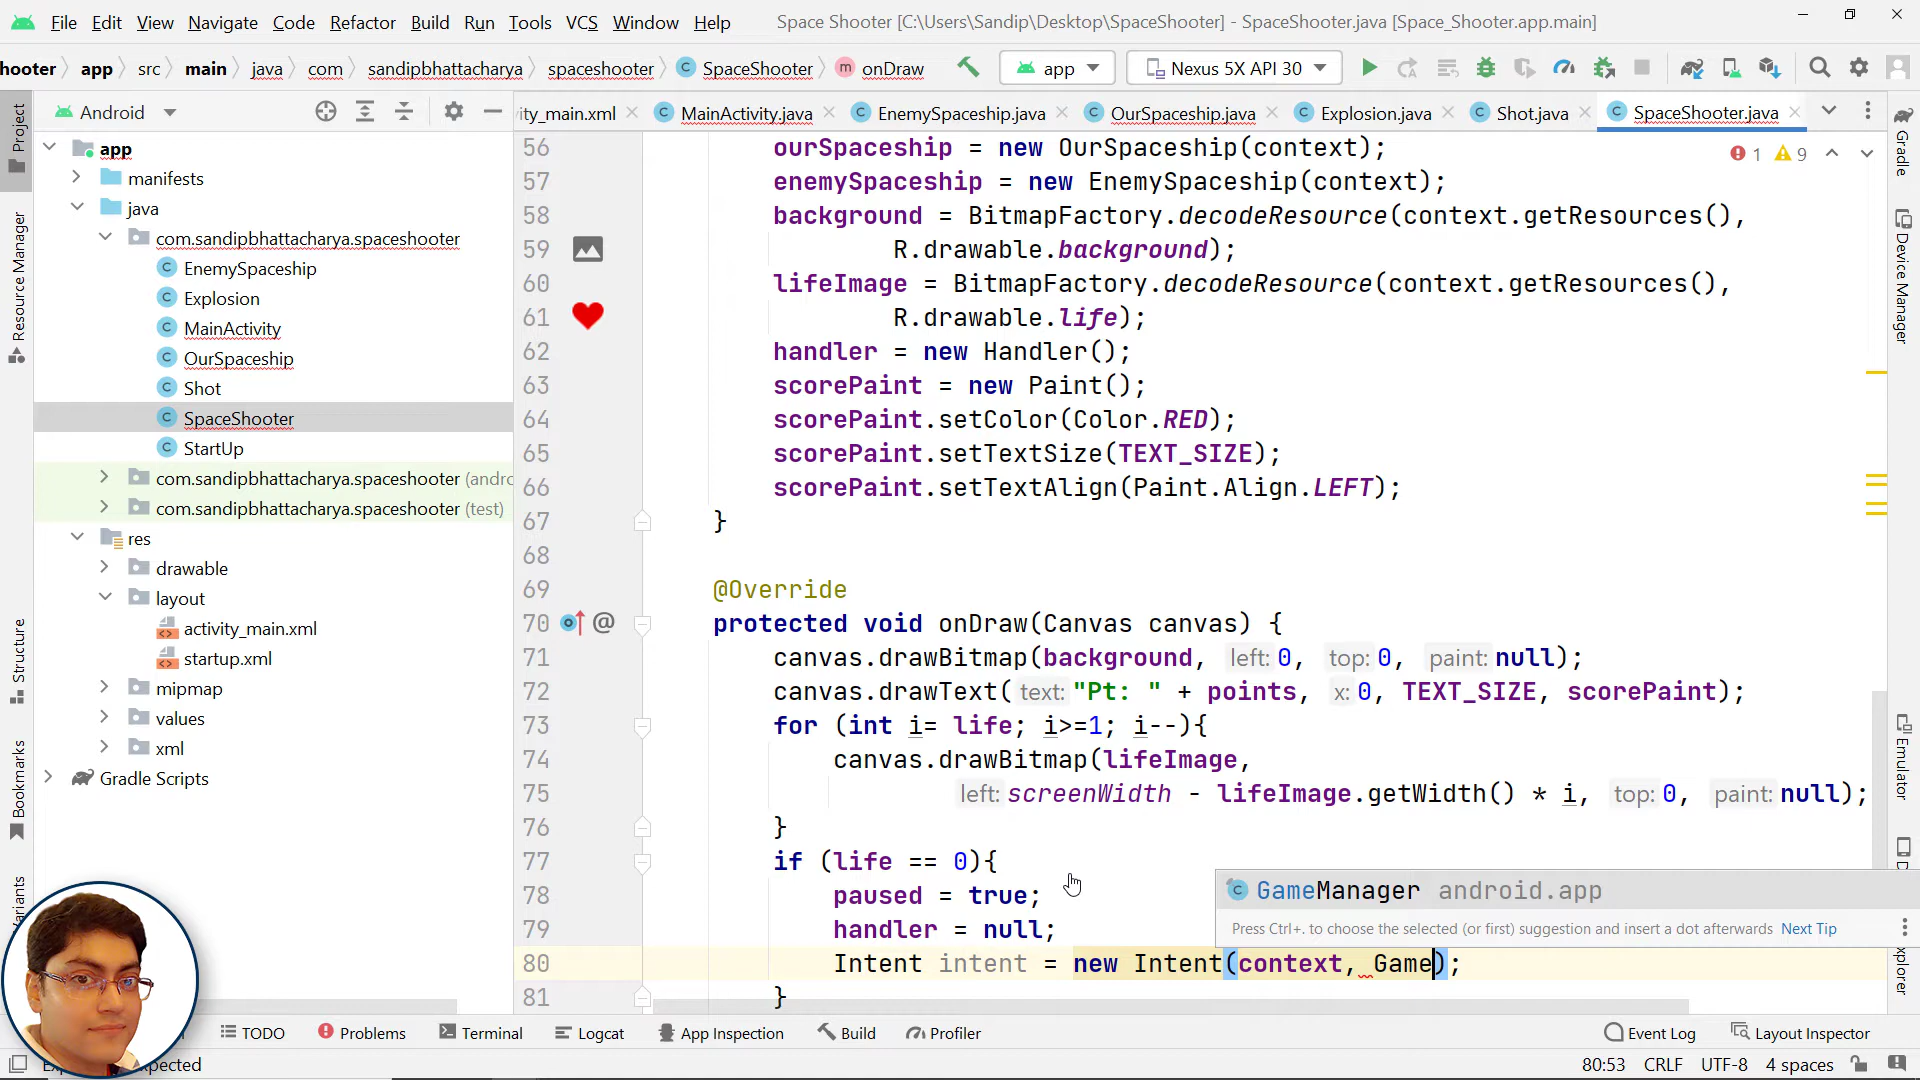 File Edit View Navigate Code Refactor Build Run Tools VCS Window Help Space Shooter [C:\Users\Sandip\Desktop\SpaceShooter] - SpaceShooter.java [Space_Shooter.app.main]
hooter app src main java com sandipbhattacharya spaceshooter C SpaceShooter m onDraw app Nexus 5X API 30
Android
ity_main.xml MainActivity.java EnemySpaceship.java OurSpaceship.java Explosion.java Shot.java SpaceShooter.java
Project
Resource Manager
Structure
Bookmarks
ariants
app
manifests
java
com.sandipbhattacharya.spaceshooter
EnemySpaceship
Explosion
MainActivity
OurSpaceship
Shot
SpaceShooter
StartUp
com.sandipbhattacharya.spaceshooter (andro
com.sandipbhattacharya.spaceshooter (test)
res
drawable
layout
activity_main.xml
startup.xml
mipmap
values
xml
Gradle Scripts
1 9
56 ourSpaceship = new OurSpaceship(context);
57 enemySpaceship = new EnemySpaceship(context);
58 background = BitmapFactory.decodeResource(context.getResources(),
59 R.drawable.background);
60 lifeImage = BitmapFactory.decodeResource(context.getResources(),
61 R.drawable.life);
62 handler = new Handler();
63 scorePaint = new Paint();
64 scorePaint.setColor(Color.RED);
65 scorePaint.setTextSize(TEXT_SIZE);
66 scorePaint.setTextAlign(Paint.Align.LEFT);
67 }
68
69 @Override
70 protected void onDraw(Canvas canvas) {
71 canvas.drawBitmap(background, left: 0, top: 0, paint: null);
72 canvas.drawText( text: "Pt: " + points, x: 0, TEXT_SIZE, scorePaint);
73 for (int i= life; i>=1; i--){
74 canvas.drawBitmap(lifeImage,
75 left: screenWidth - lifeImage.getWidth() * i, top: 0, paint: null);
76 }
77 if (life == 0){
78 paused = true;
79 handler = null;
80 Intent intent = new Intent(context, Game);
81 }
GameManager android.app
Press Ctrl+. to choose the selected (or first) suggestion and insert a dot afterwards Next Tip
Gradle
Device Manager
Emulator
xplorer
TODO Problems Terminal Logcat App Inspection Build Profiler Event Log Layout Inspector
xpected 80:53 CRLF UTF-8 4 spaces